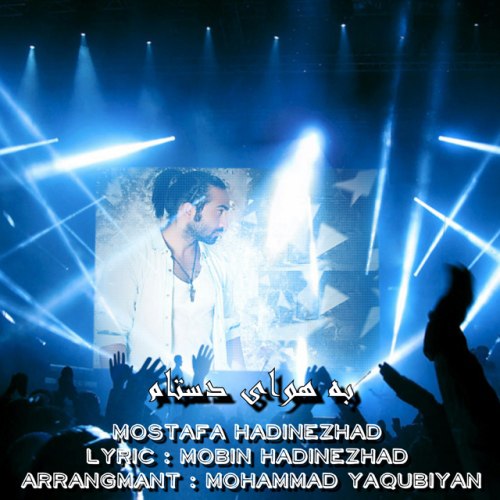 به هوای دستام
MOSTAFA HADINEZHAD
LYRIC : MOBIN HADINEZHAD
ARRANGMANT : MOHAMMAD YAQUBIYAN